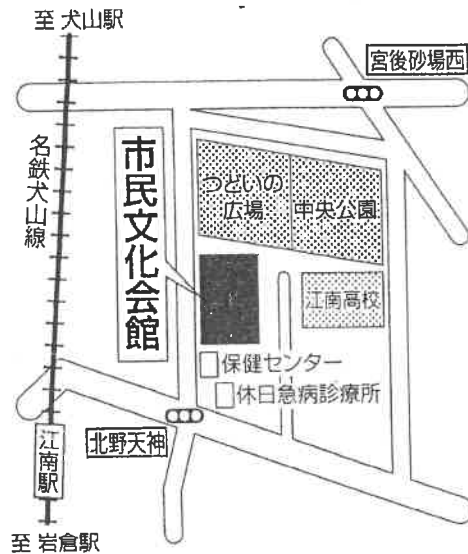 至 犬山駅
宮後砂場西
名鉄犬山線
市民文化会館
つどいの
広場
中央公園
江南高校
保健センター
休日急病診療所
北野天神
江南駅
至 岩倉駅